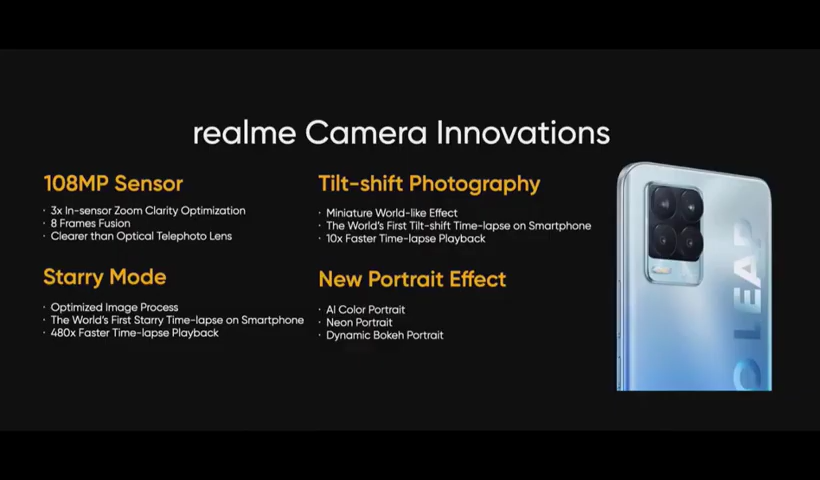 realme Camera Innovations
108MP Sensor
· 3x In-sensor Zoom Clarity Optimization
· 8 Frames Fusion
· Clearer than Optical Telephoto Lens
Tilt-shift Photography
· Miniature World-like Effect
· The World's First Tilt-shift Time-lapse on Smartphone
· 10x Faster Time-lapse Playback
Starry Mode
· Optimized Image Process
· The World's First Starry Time-lapse on Smartphone
· 480x Faster Time-lapse Playback
New Portrait Effect
· AI Color Portrait
· Neon Portrait
· Dynamic Bokeh Portrait
O LEAP